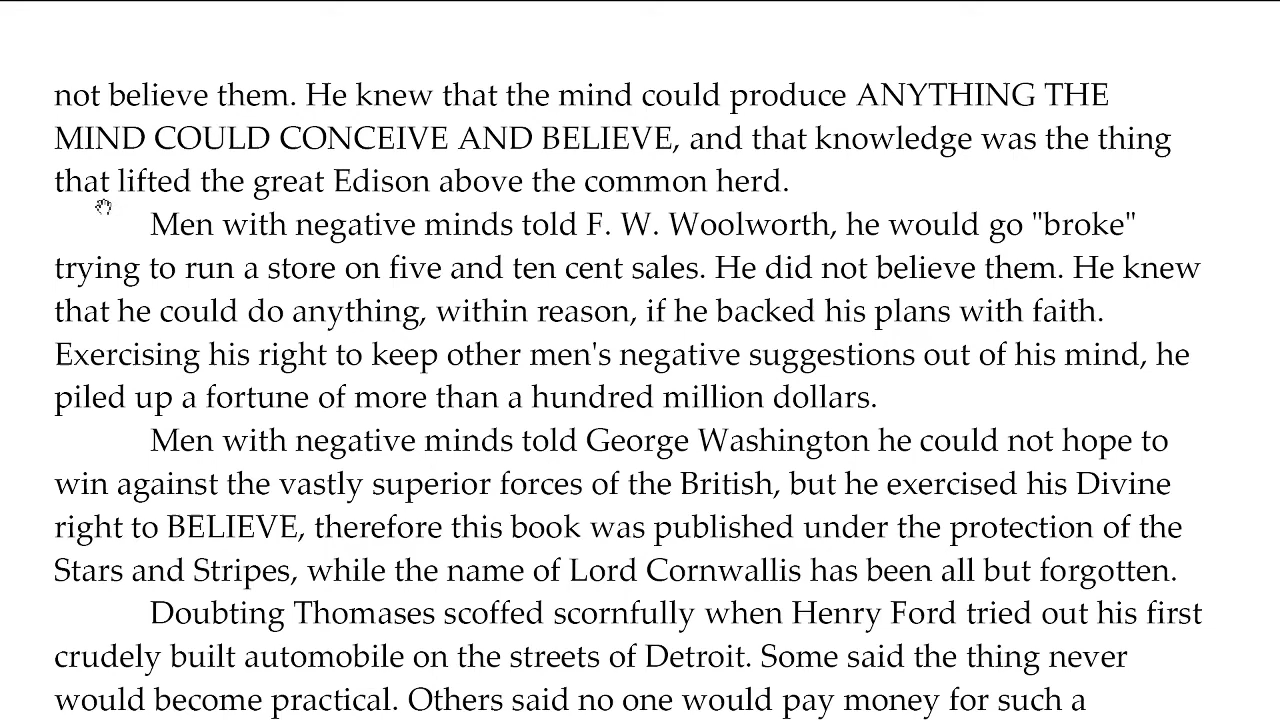 not believe them. He knew that the mind could produce ANYTHING THE
MIND COULD CONCEIVE AND BELIEVE, and that knowledge was the thing
that lifted the great Edison above the common herd.
Men with negative minds told F. W. Woolworth, he would go "broke"
trying to run a store on five and ten cent sales. He did not believe them. He knew
that he could do anything, within reason, if he backed his plans with faith.
Exercising his right to keep other men's negative suggestions out of his mind, he
piled up a fortune of more than a hundred million dollars.
Men with negative minds told George Washington he could not hope to
win against the vastly superior forces of the British, but he exercised his Divine
right to BELIEVE, therefore this book was published under the protection of the
Stars and Stripes, while the name of Lord Cornwallis has been all but forgotten.
Doubting Thomases scoffed scornfully when Henry Ford tried out his first
crudely built automobile on the streets of Detroit. Some said the thing never
would become practical. Others said no one would pay money for such a